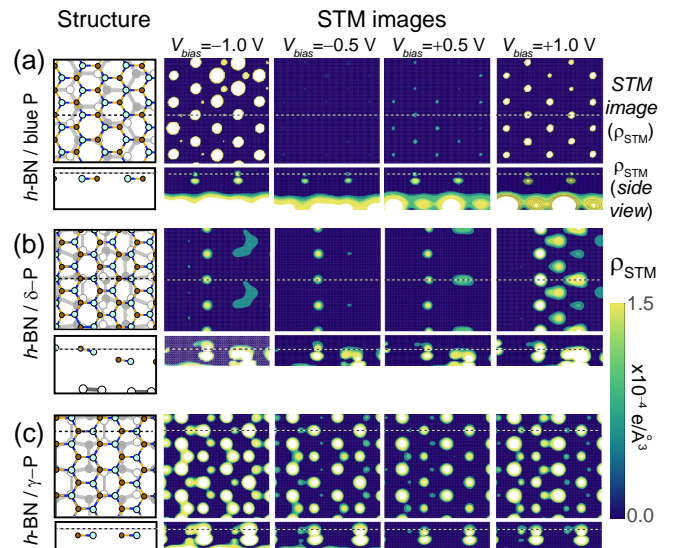 Structure STM images
V_bias=−1.0 V V_bias=−0.5 V V_bias=+0.5 V V_bias=+1.0 V
(a)
h-BN / blue P
STM
image
(ρ_STM)
ρ_STM
(side
view)
(b)
h-BN / δ–P
ρ_STM
1.5
x10⁻⁴ e/Å³
0.0
(c)
h-BN / γ–P